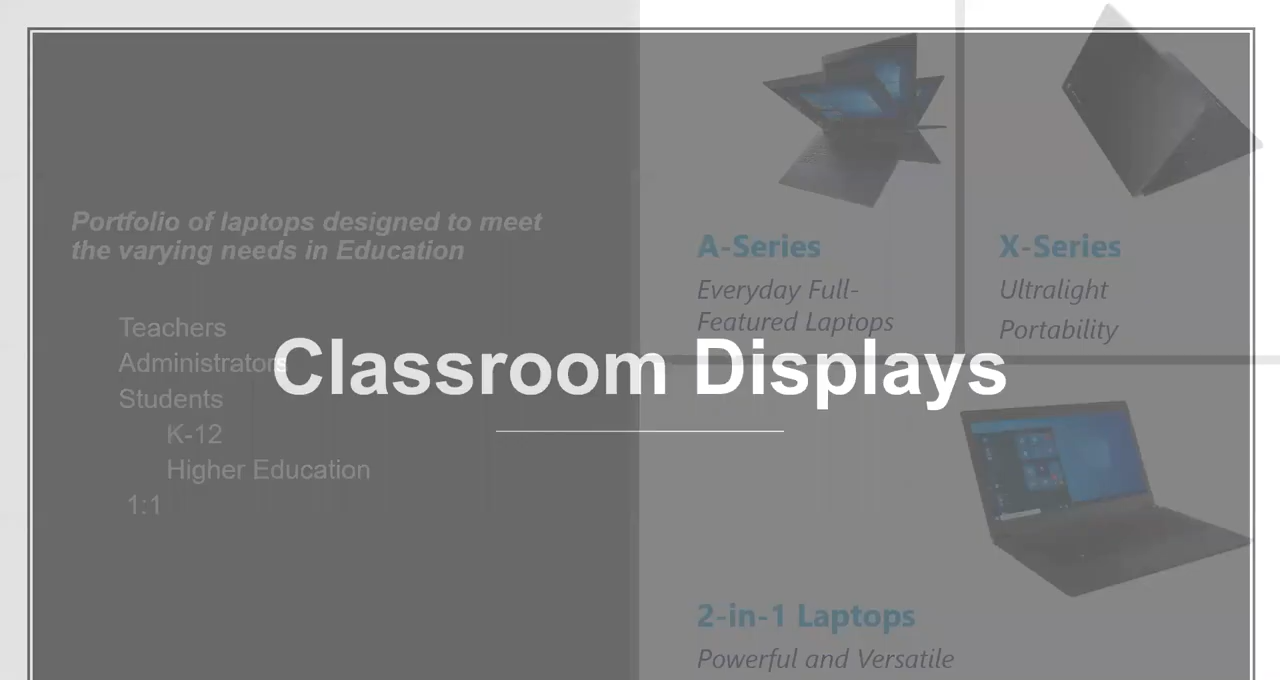 Portfolio of laptops designed to meet
the varying needs in Education
Teachers
Administrators
Students
K-12
Higher Education
1:1
Classroom Displays
A-Series
Everyday Full-
Featured Laptops
X-Series
Ultralight
Portability
2-in-1 Laptops
Powerful and Versatile